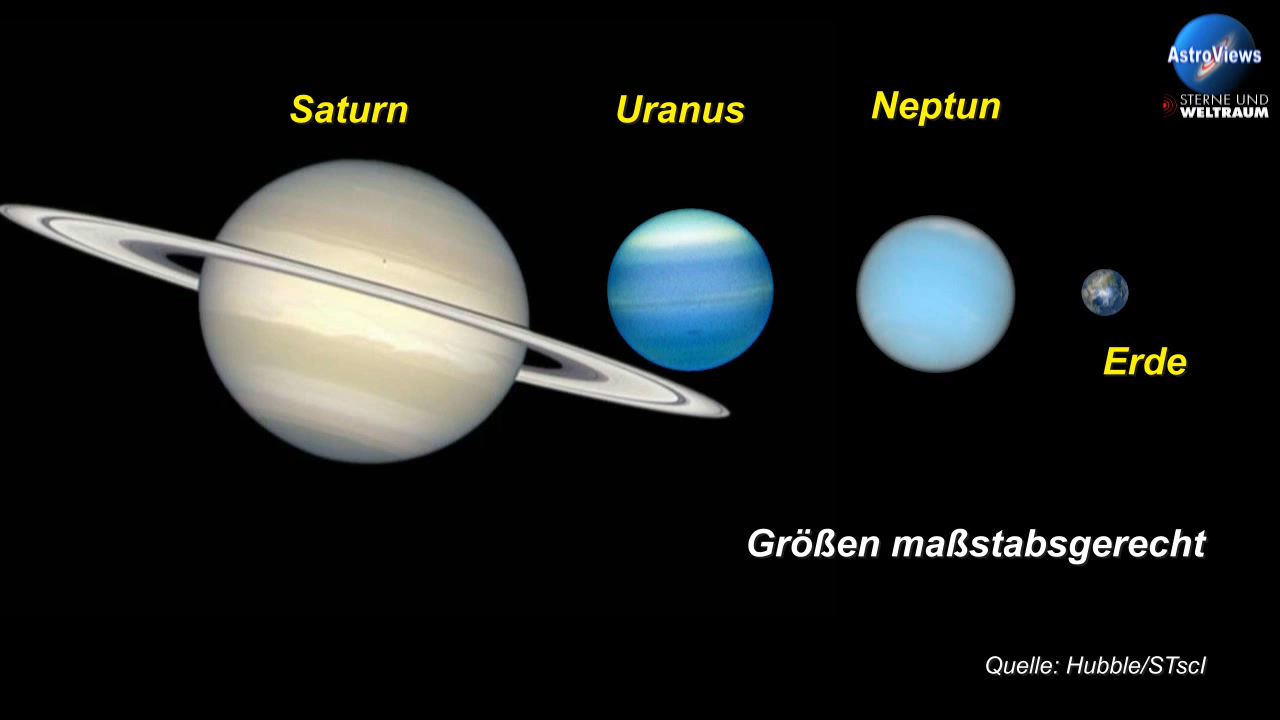 AstroViews
STERNE UND
WELTRAUM
Saturn
Uranus
Neptun
Erde
Größen maßstabsgerecht
Quelle: Hubble/STscI